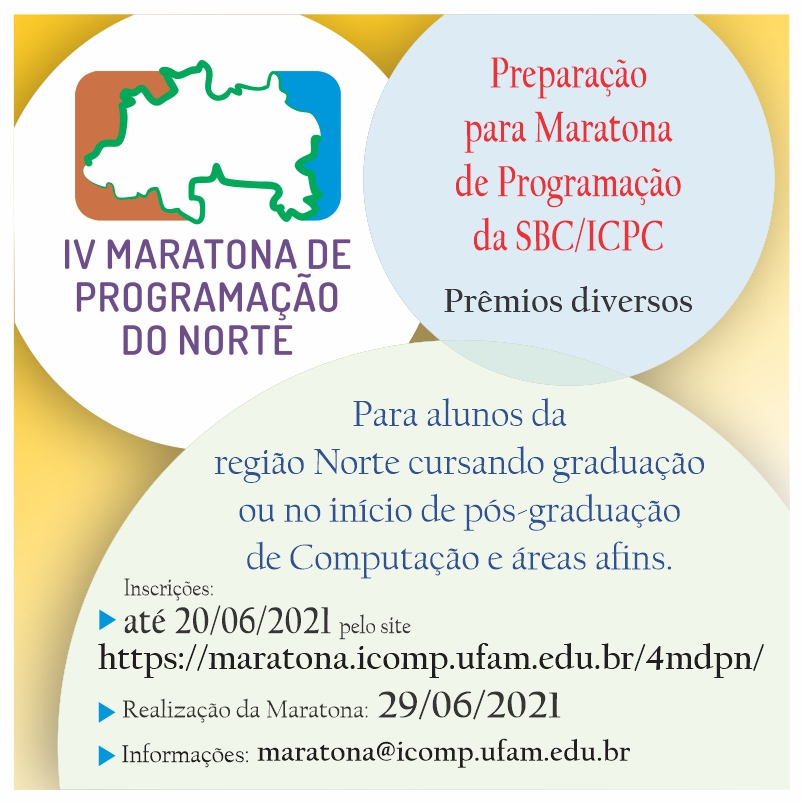 IV MARATONA DE
PROGRAMAÇÃO
DO NORTE
Preparação
para Maratona
de Programação
da SBC/ICPC
Prêmios diversos
Para alunos da
região Norte cursando graduação
ou no início de pós-graduação
de Computação e áreas afins.
Inscrições:
até 20/06/2021 pelo site
https://maratona.icomp.ufam.edu.br/4mdpn/
Realização da Maratona: 29/06/2021
Informações: maratona@icomp.ufam.edu.br